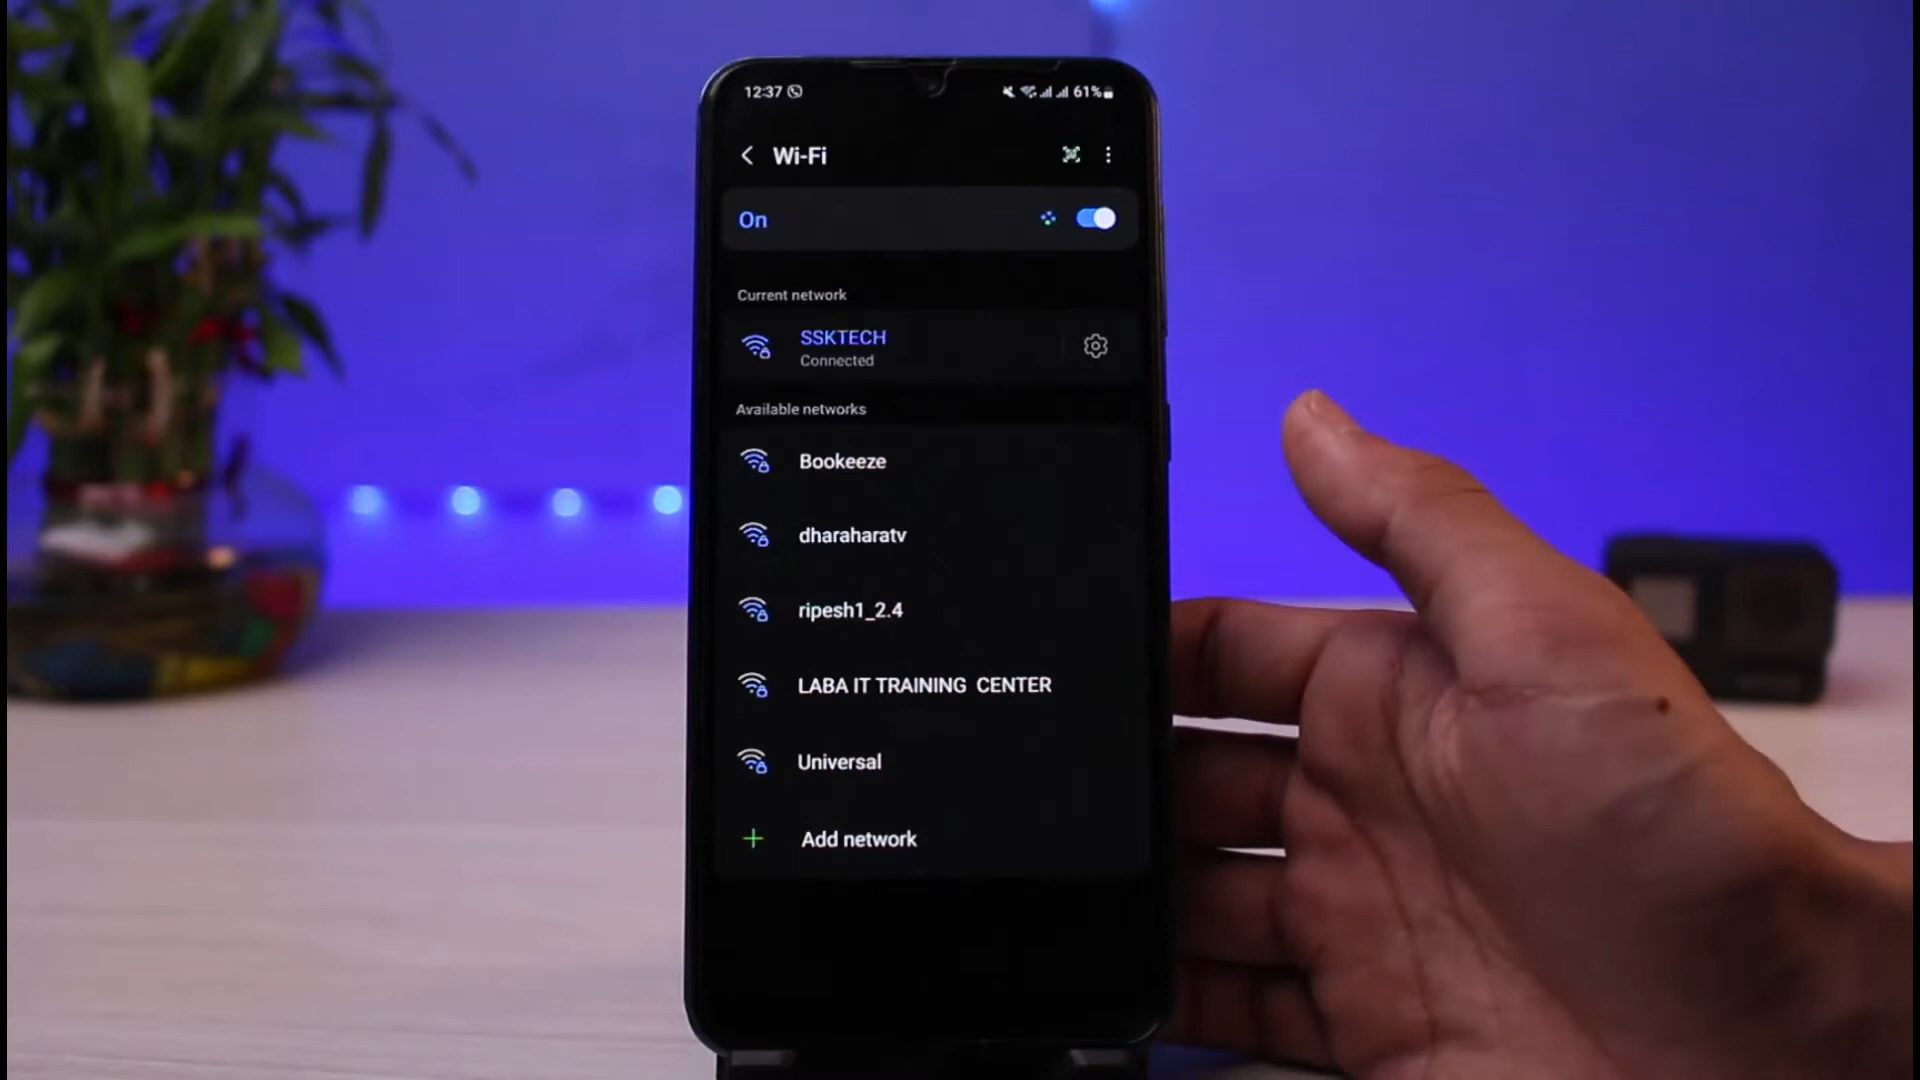 12:37 61%
Wi-Fi
On
Current network
SSKTECH
Connected
Available networks
Bookeeze
dharaharatv
ripesh1_2.4
LABA IT TRAINING CENTER
Universal
Add network